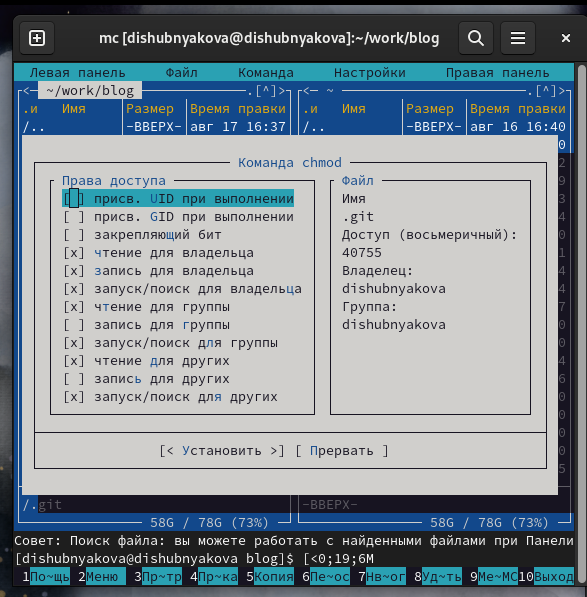 mc [dishubnyakova@dishubnyakova]:~/work/blog
Левая панель Файл Команда Настройки Правая панель
<─ ~/work/blog .[^]> <─ ~ .[^]>
.и Имя Размер Время правки .и Имя Размер Время правки
/.. -ВВЕРХ- авг 17 16:37 /.. -ВВЕРХ- авг 16 16:40
Команда chmod
Права доступа Файл
[ ] присв. UID при выполнении Имя
[ ] присв. GID при выполнении .git
[ ] закрепляющий бит Доступ (восьмеричный):
[x] чтение для владельца 40755
[x] запись для владельца Владелец:
[x] запуск/поиск для владельца dishubnyakova
[x] чтение для группы Группа:
[ ] запись для группы dishubnyakova
[x] запуск/поиск для группы
[x] чтение для других
[ ] запись для других
[x] запуск/поиск для других
[< Установить >] [ Прервать ]
/.git -ВВЕРХ-
58G / 78G (73%) 58G / 78G (73%)
Совет: Поиск файла: вы можете работать с найденными файлами при Панели
[dishubnyakova@dishubnyakova blog]$ [<0;19;6M
1По~щь 2Меню 3Пр~тр 4Пр~ка 5Копия 6Пе~ос 7Нв~ог 8Уд~ть 9Ме~МС10Выход